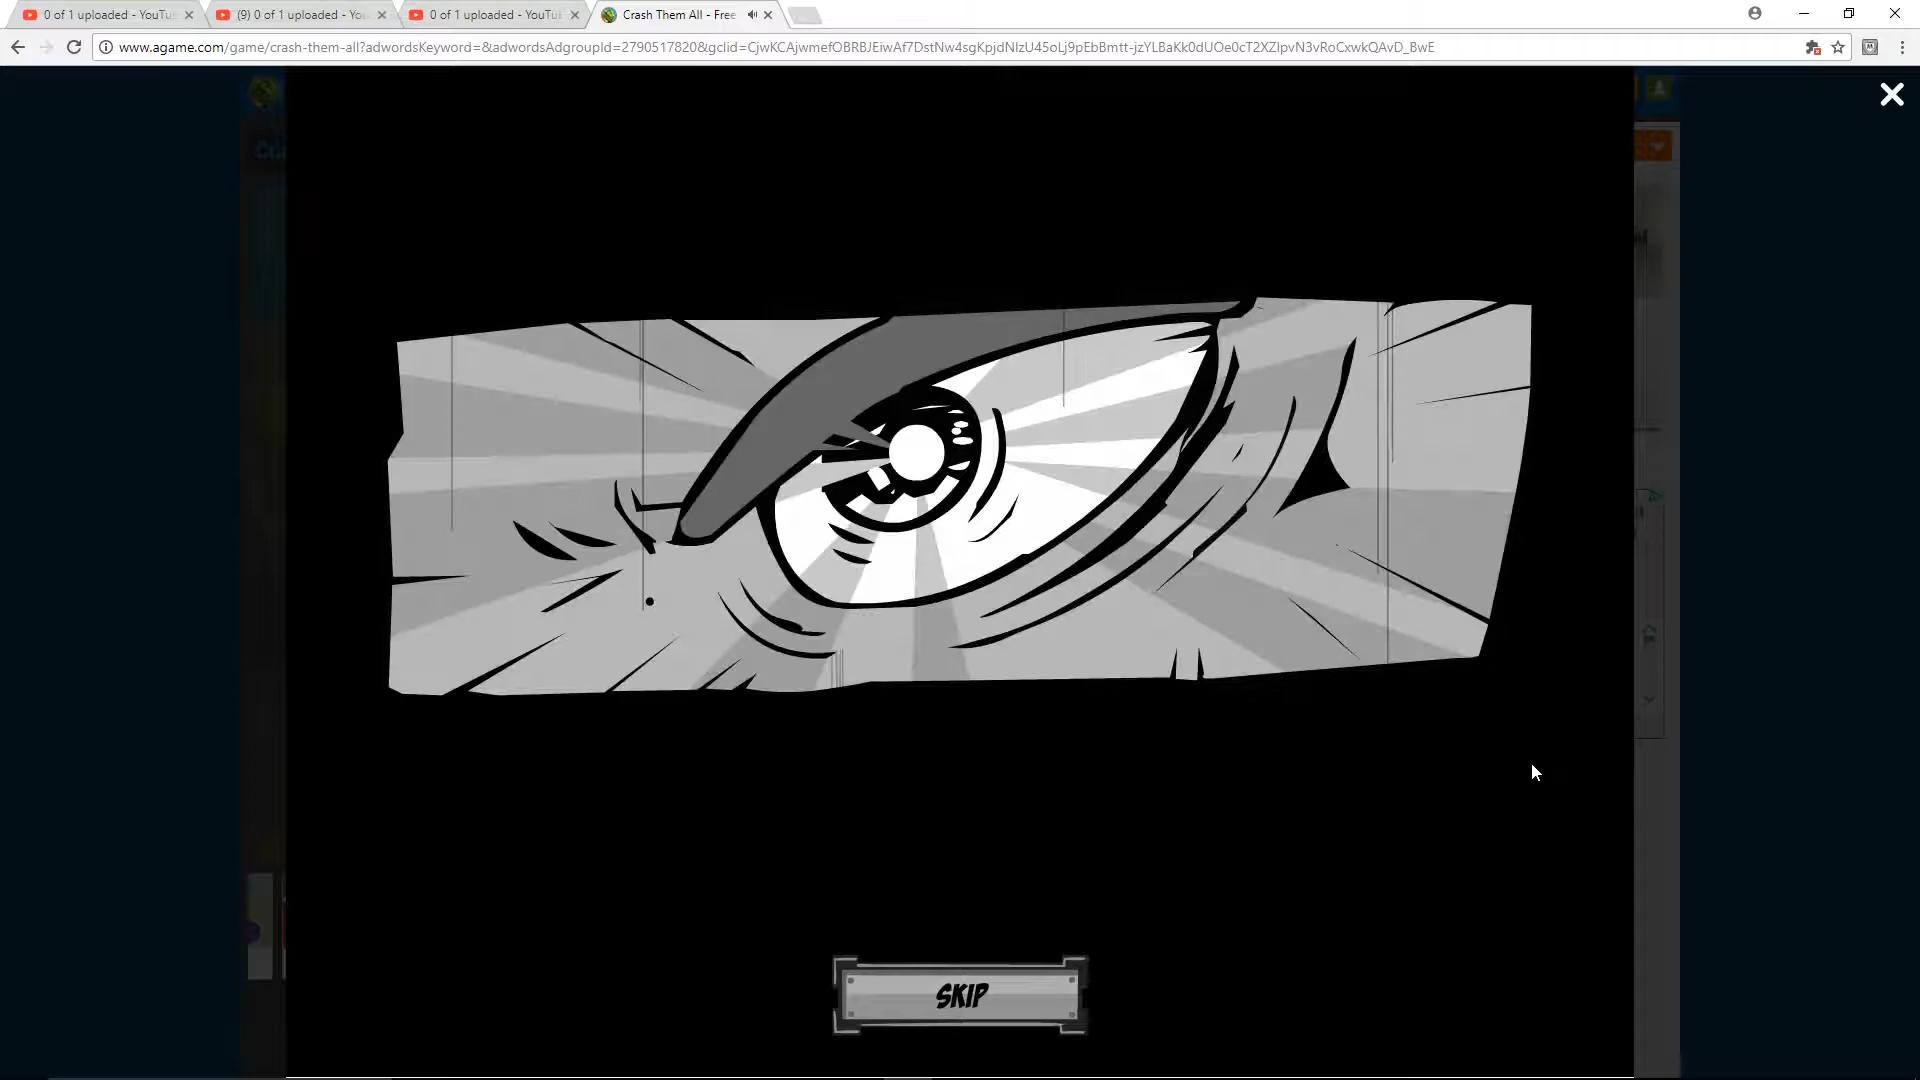 0 of 1 uploaded - YouTu
(9) 0 of 1 uploaded - You
0 of 1 uploaded - YouTu
Crash Them All - Free
www.agame.com/game/crash-them-all?adwordsKeyword=&adwordsAdgroupId=2790517820&gclid=CjwKCAjwmefOBRBJEiwAf7DstNw4sgKpjdNIzU45oLj9pEbBmtt-jzYLBaKk0dUOe0cT2XZIpvN3vRoCxwkQAvD_BwE
SKIP